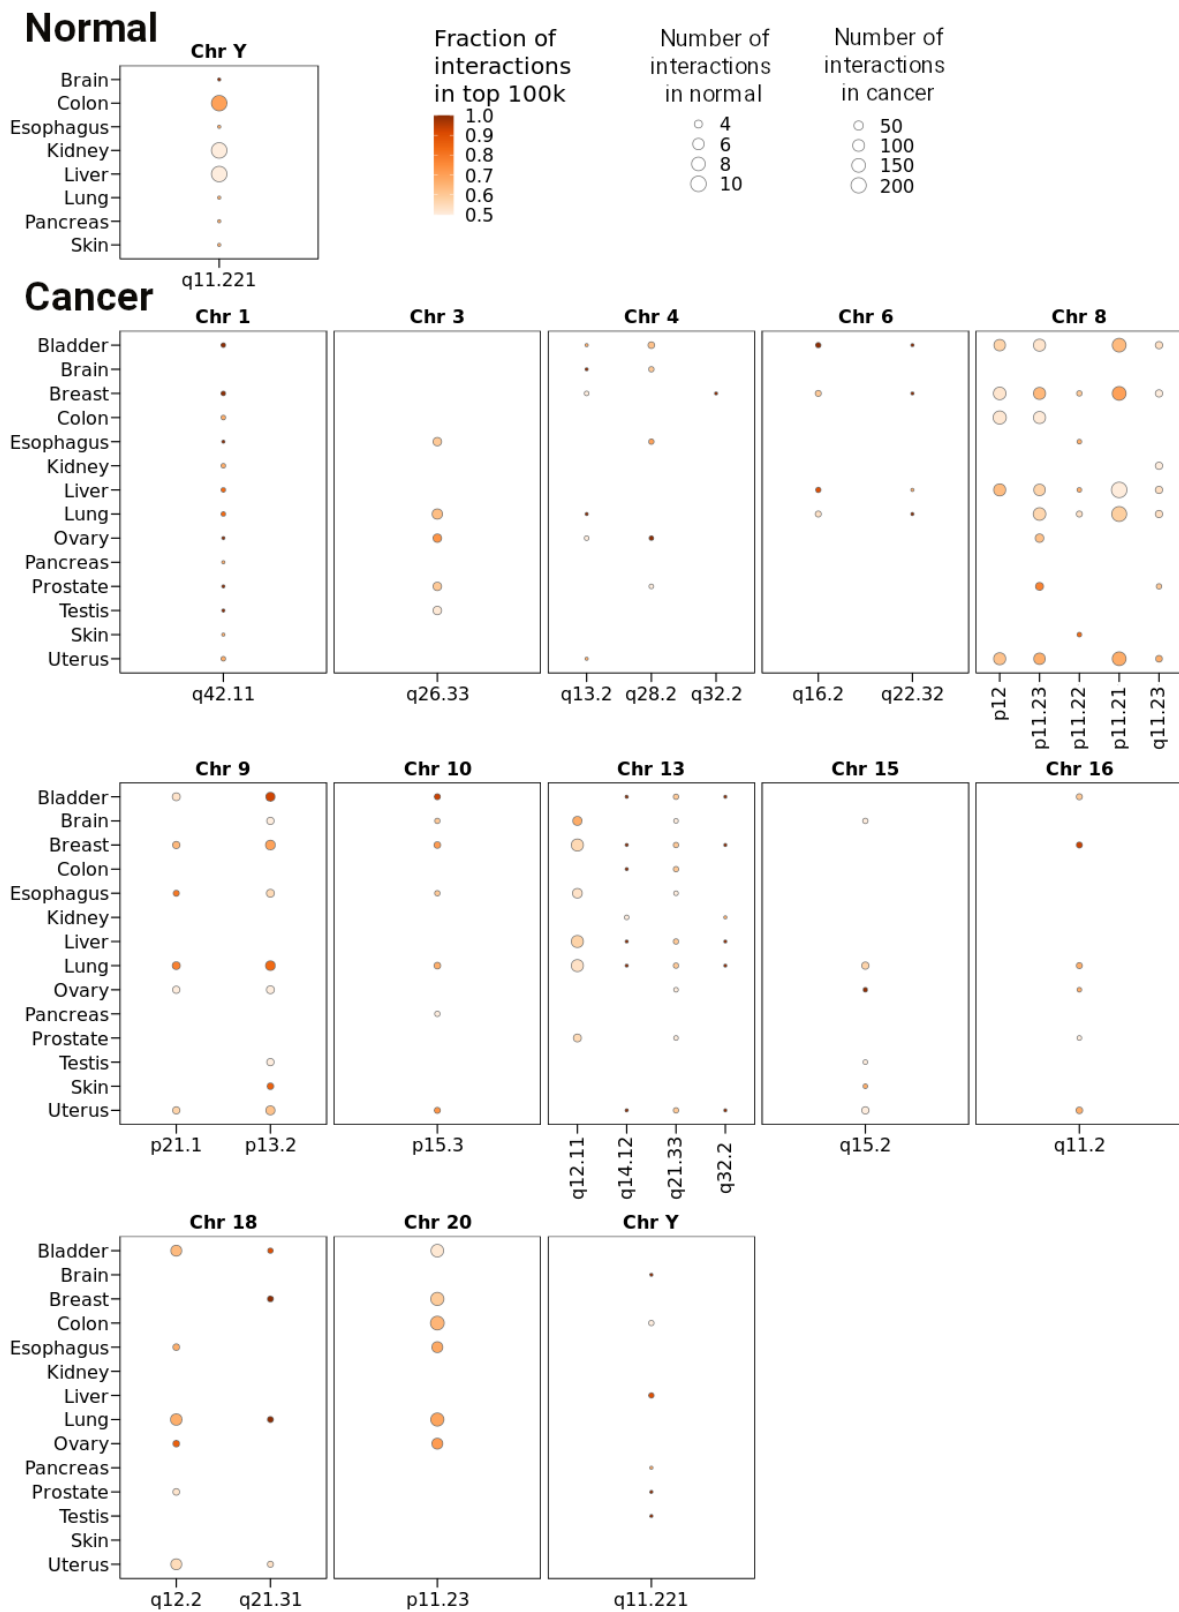 Normal
Chr Y
Brain
Colon
Esophagus
Kidney
Liver
Lung
Pancreas
Skin
q11.221
Fraction of
interactions
in top 100k
1.0
0.9
0.8
0.7
0.6
0.5
Number of
interactions
in normal
4
6
8
10
Number of
interactions
in cancer
50
100
150
200
Cancer
Chr 1
Chr 3
Chr 4
Chr 6
Chr 8
Bladder
Brain
Breast
Colon
Esophagus
Kidney
Liver
Lung
Ovary
Pancreas
Prostate
Testis
Skin
Uterus
q42.11
q26.33
q13.2 q28.2 q32.2
q16.2 q22.32
p12
p11.23
p11.22
p11.21
q11.23
Chr 9
Chr 10
Chr 13
Chr 15
Chr 16
Bladder
Brain
Breast
Colon
Esophagus
Kidney
Liver
Lung
Ovary
Pancreas
Prostate
Testis
Skin
Uterus
p21.1 p13.2
p15.3
q12.11
q14.12
q21.33
q32.2
q15.2
q11.2
Chr 18
Chr 20
Chr Y
Bladder
Brain
Breast
Colon
Esophagus
Kidney
Liver
Lung
Ovary
Pancreas
Prostate
Testis
Skin
Uterus
q12.2 q21.31
p11.23
q11.221